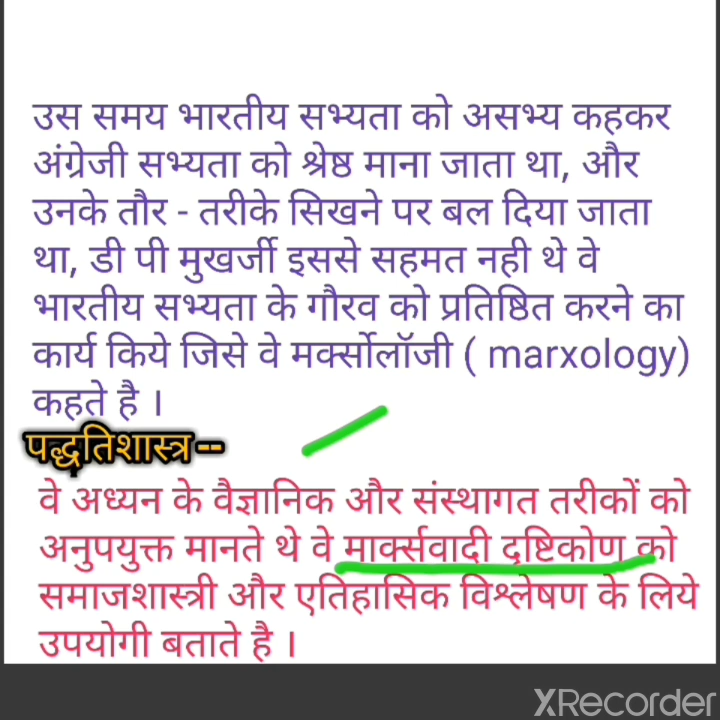 उस समय भारतीय सभ्यता को असभ्य कहकर
अंग्रेजी सभ्यता को श्रेष्ठ माना जाता था, और
उनके तौर - तरीके सिखने पर बल दिया जाता
था, डी पी मुखर्जी इससे सहमत नही थे वे
भारतीय सभ्यता के गौरव को प्रतिष्ठित करने का
कार्य किये जिसे वे मर्क्सोलॉजी ( marxology)
कहते है ।
पद्धतिशास्त्र --
वे अध्यन के वैज्ञानिक और संस्थागत तरीकों को
अनुपयुक्त मानते थे वे मार्क्सवादी दृष्टिकोण को
समाजशास्त्री और एतिहासिक विश्लेषण के लिये
उपयोगी बताते है ।
XRecorder